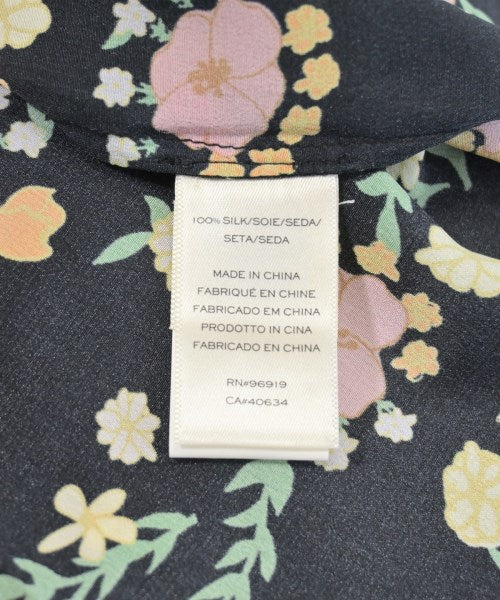 100% SILK/SOIE/SEDA/
SETA/SEDA
MADE IN CHINA
FABRIQUÉ EN CHINE
FABRICADO EM CHINA
PRODOTTO IN CINA
FABRICADO EN CHINA
RN#96919
CA#40634